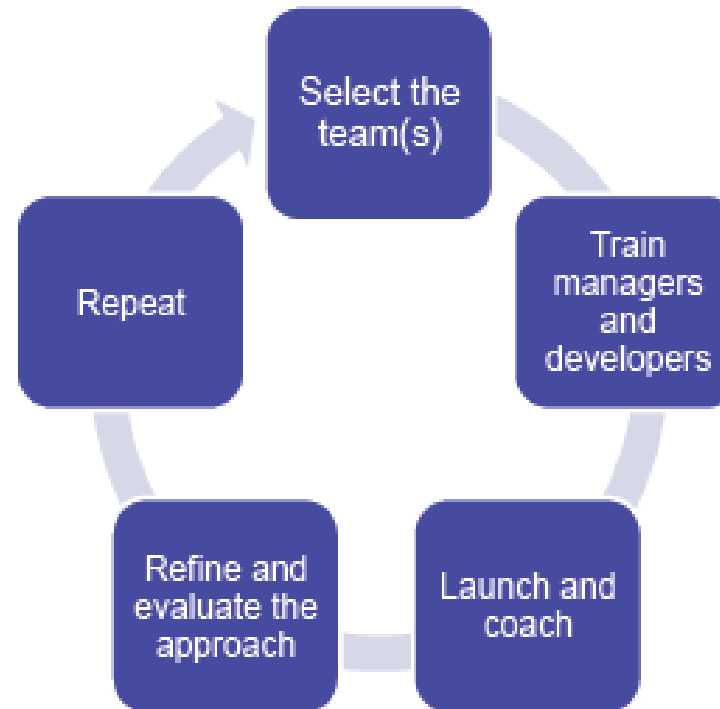 Select the
team(s)
Train
managers
and
developers
Launch and
coach
Refine and
evaluate the
approach
Repeat